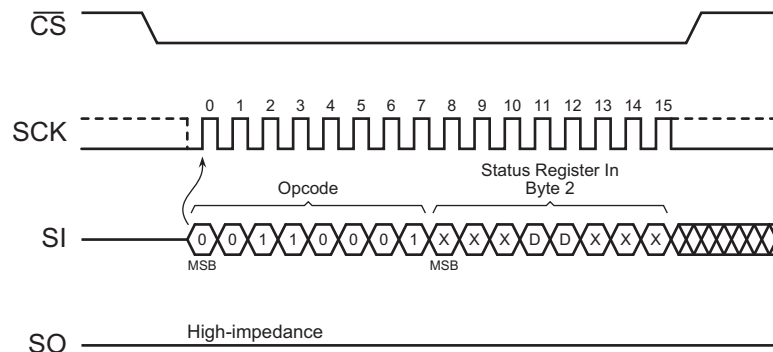 CS
0 1 2 3 4 5 6 7 8 9 10 11 12 13 14 15
SCK
Opcode
Status Register In
Byte 2
SI
0 0 1 1 0 0 0 1 X X X D D X X X
MSB MSB
High-impedance
SO